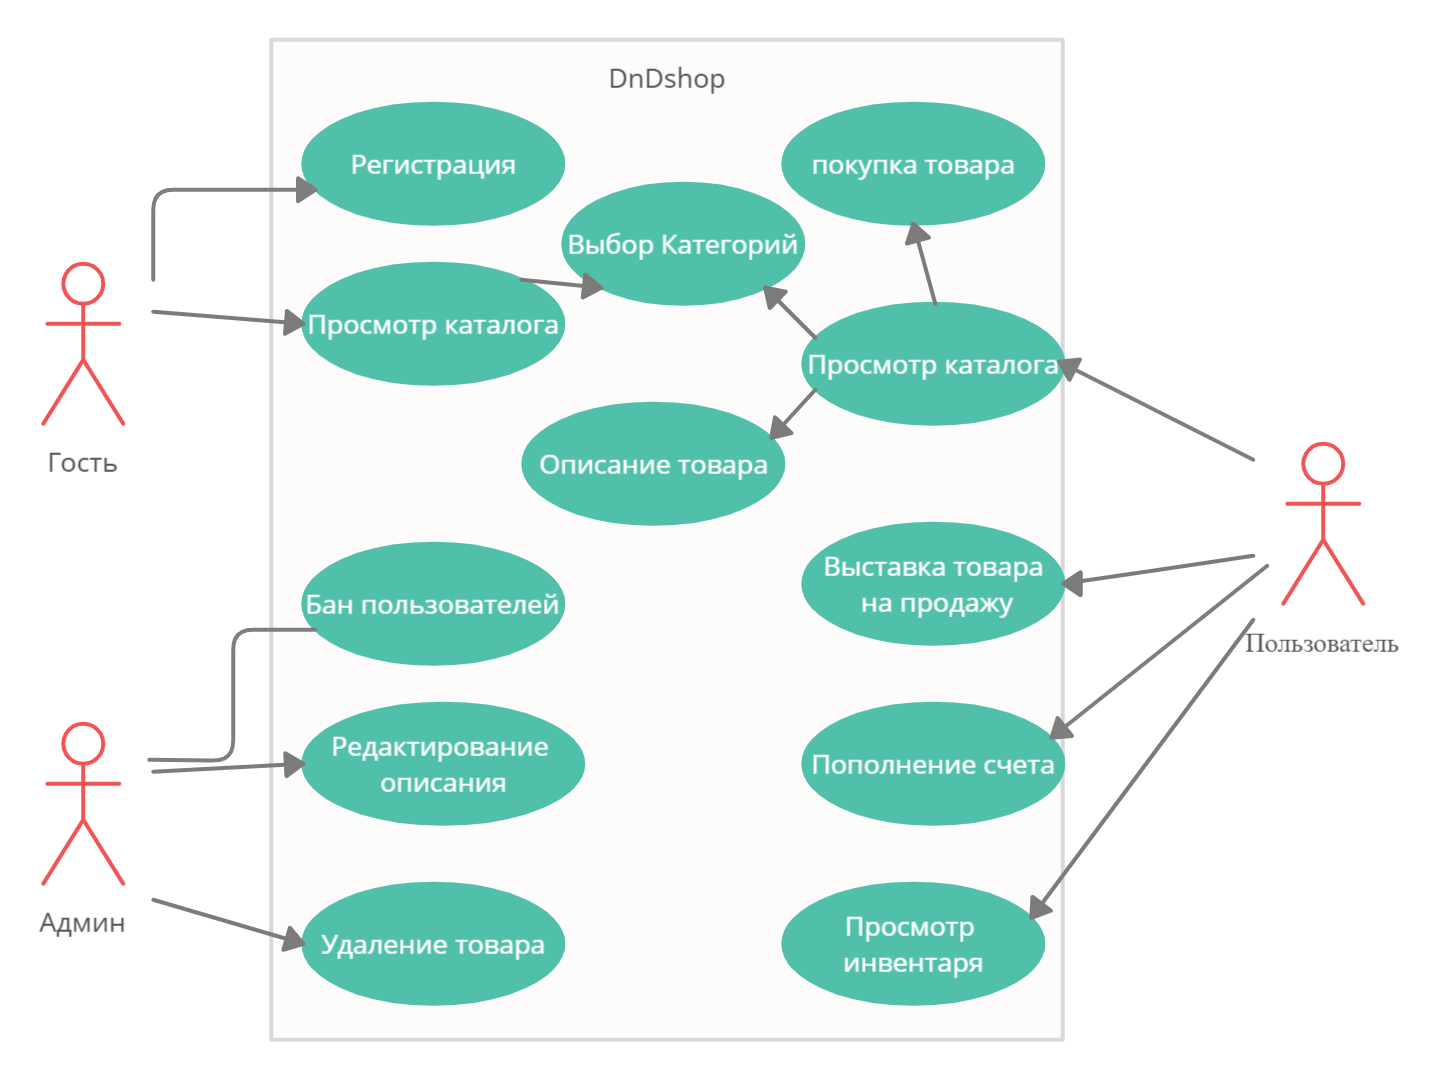 DnDshop
Регистрация
покупка товара
Выбор Категорий
Просмотр каталога
Просмотр каталога
Гость
Описание товара
Выставка товара
на продажу
Бан пользователей
Пользователь
Редактирование
описания
Пополнение счета
Админ
Удаление товара
Просмотр
инвентаря